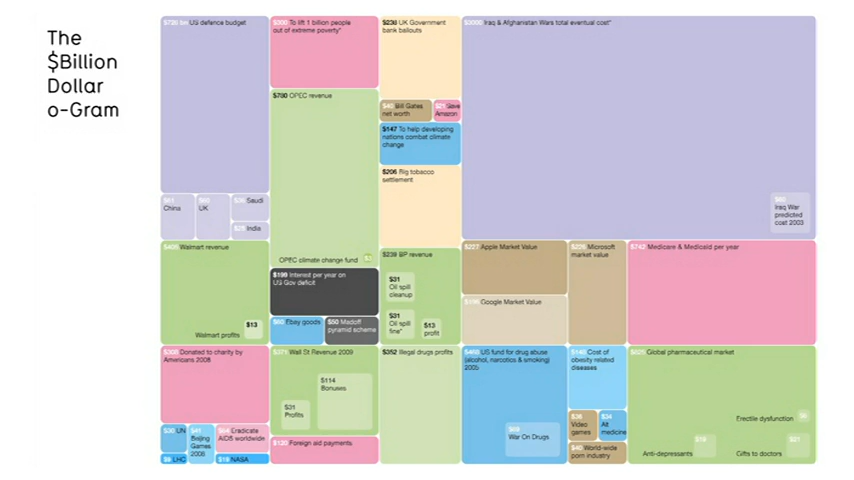 The
$Billion
Dollar
o-Gram
US defence budget
To lift 1 billion people
out of extreme poverty*
UK Government
bank bailouts
$3000 Iraq & Afghanistan Wars total eventual cost*
$780 OPEC revenue
Bill Gates
net worth
$21 Save
Amazon
$147 To help developing
nations combat climate
change
$206 Big tobacco
settlement
China
UK
Saudi
India
Iraq War
predicted
cost 2003
OPEC climate change fund
Walmart revenue
$13
Walmart profits
Interest per year on
US Gov deficit
Ebay goods
$50 Madoff
pyramid scheme
$239 BP revenue
$31
Oil spill
cleanup
$31
Oil spill
fine*
$13
profit
Apple Market Value
Google Market Value
Microsoft
market value
$742 Medicare & Medicaid per year
Donated to charity by
Americans 2008
Wall St Revenue 2009
$114
Bonuses
$31
Profits
$352 Illegal drugs profits
US fund for drug abuse
(alcohol, narcotics & smoking)
2005
War On Drugs
Cost of
obesity related
diseases
Global pharmaceutical market
Erectile dysfunction
Anti-depressants
$19
Gifts to doctors
$21
UN
Beijing
Games
2008
Eradicate
AIDS worldwide
LHC
NASA
Foreign aid payments
Video
games
$34
Alt
medicine
World-wide
porn industry